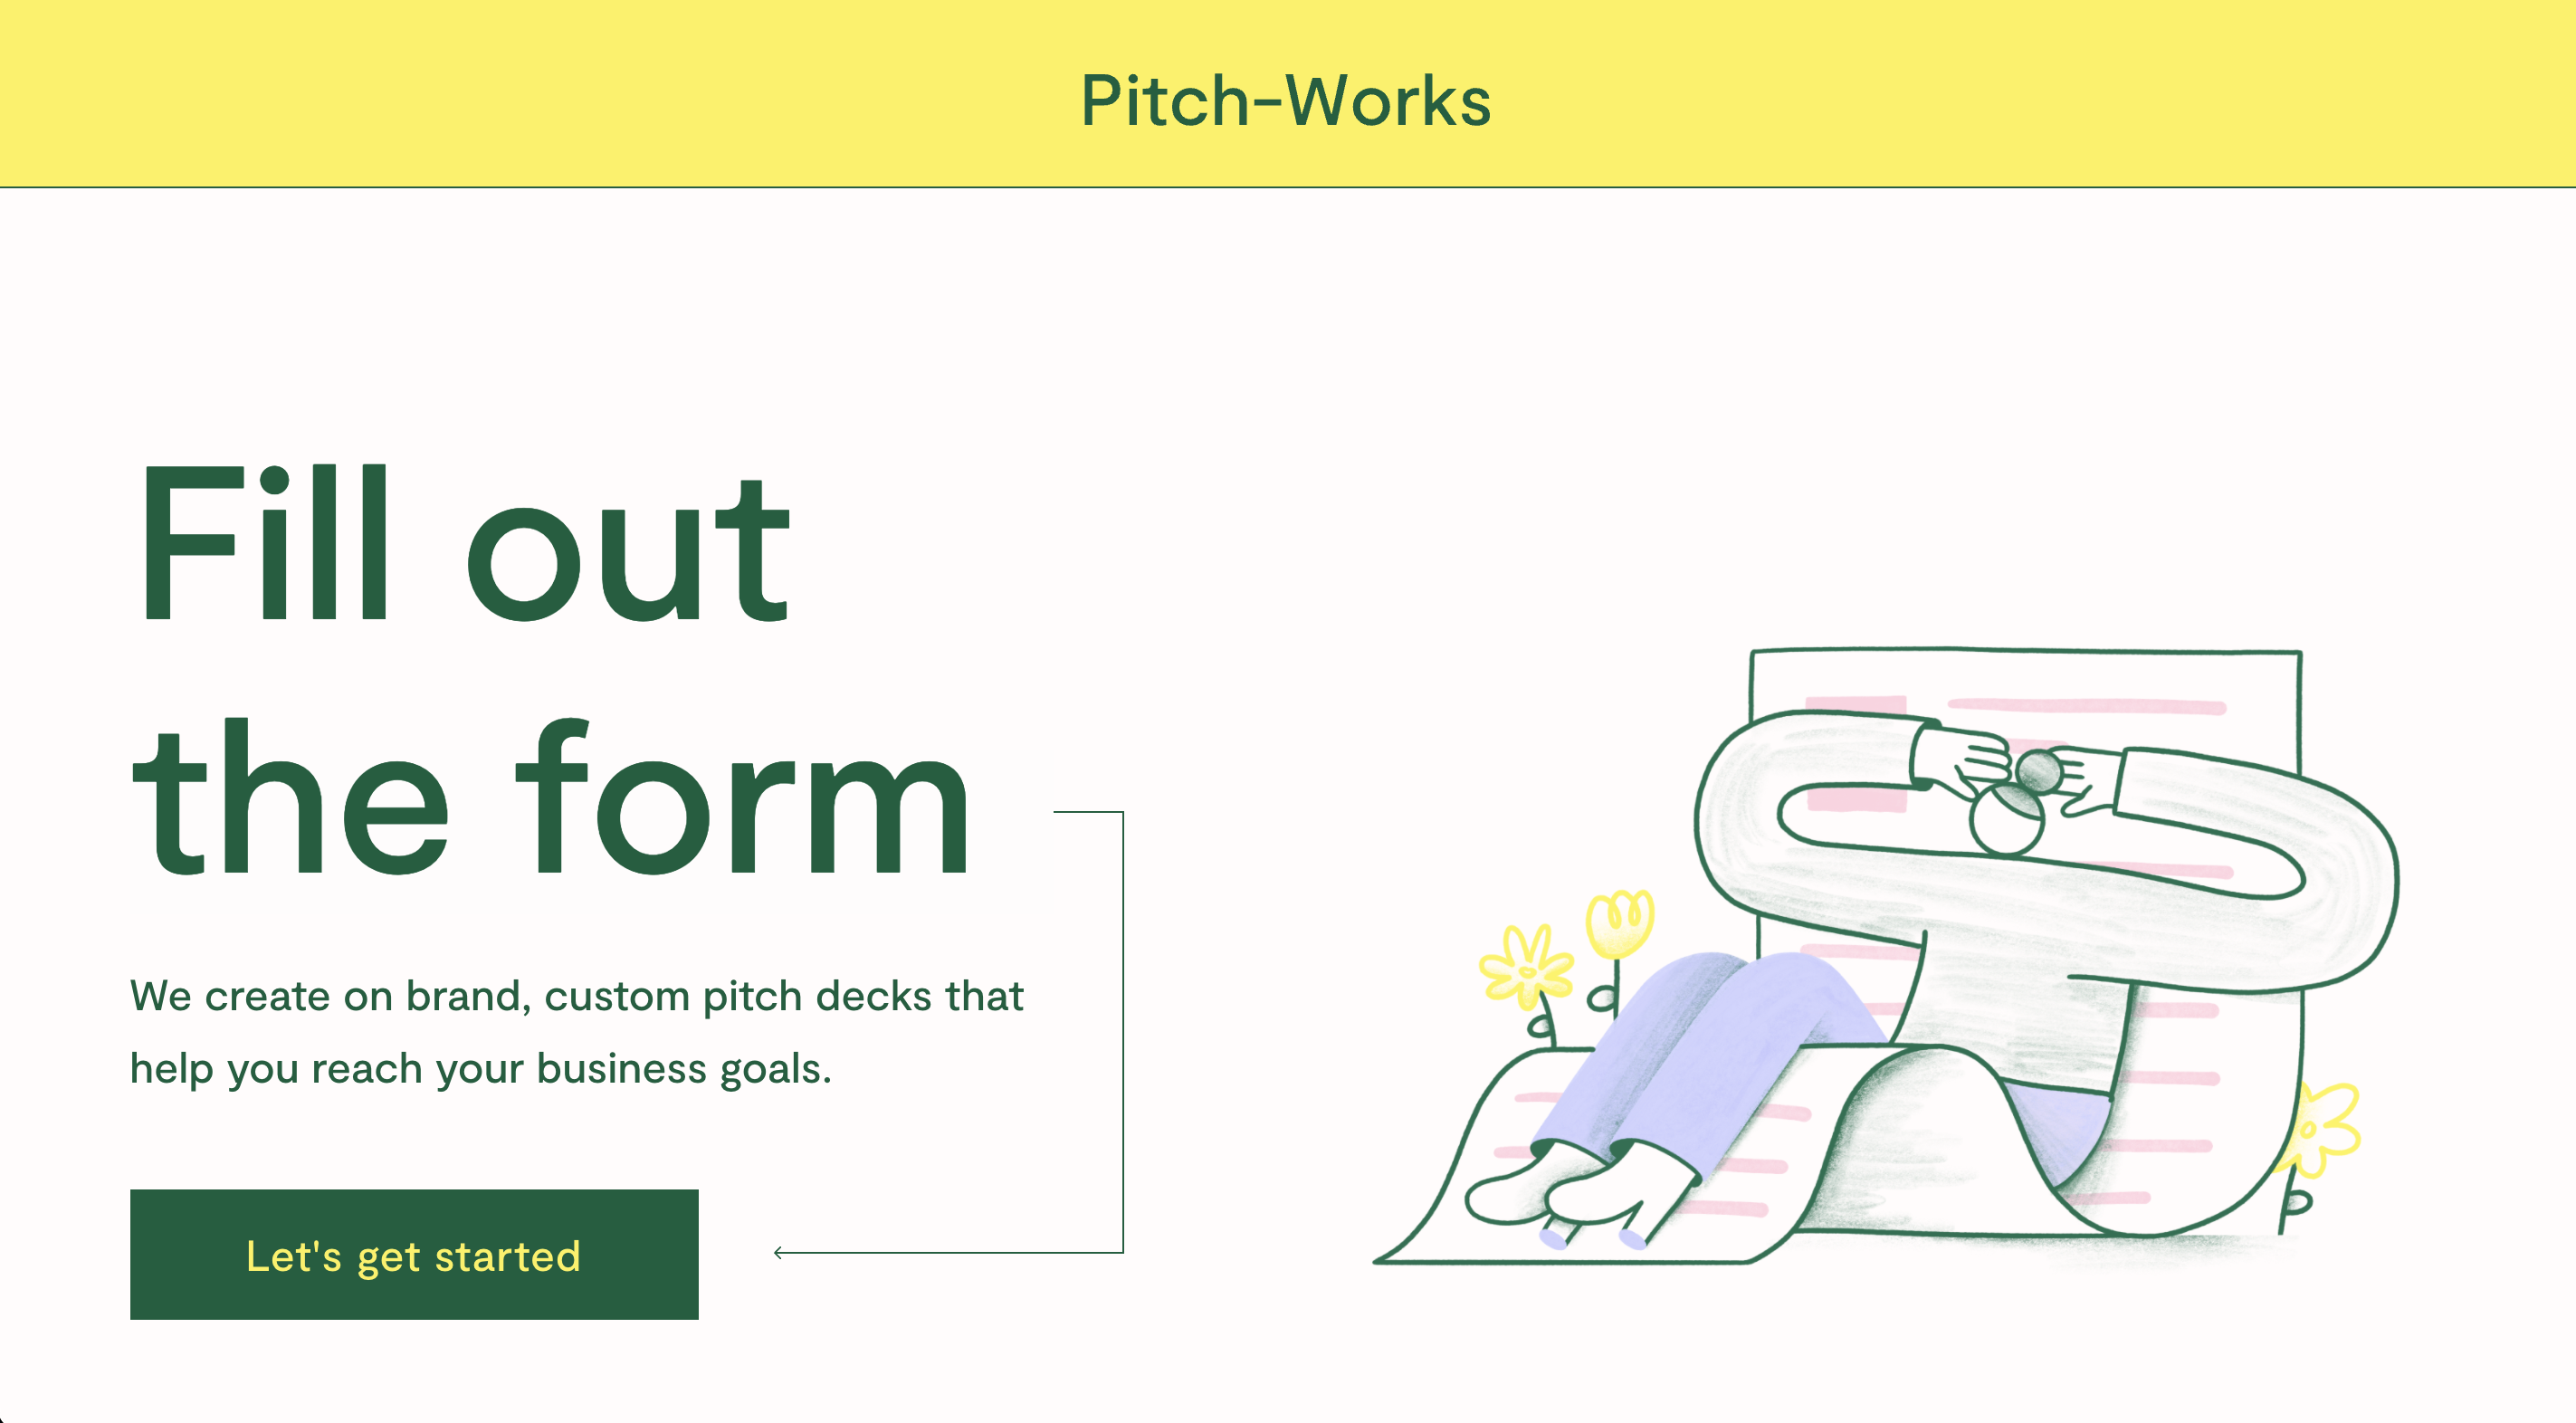 Pitch-Works
Fill out
the form
We create on brand, custom pitch decks that
help you reach your business goals.
Let's get started